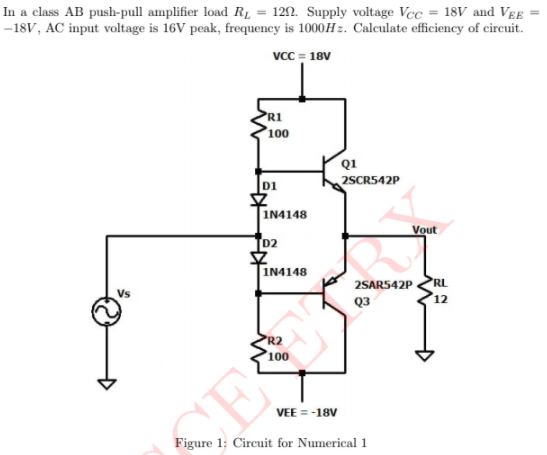 In a class AB push-pull amplifier load R_L = 12Ω. Supply voltage V_CC = 18V and V_EE =
−18V, AC input voltage is 16V peak, frequency is 1000Hz. Calculate efficiency of circuit.
VCC = 18V
R1
100
Q1
2SCR542P
D1
1N4148
Vout
D2
1N4148
2SAR542P
Q3
RL
12
Vs
R2
100
VEE = -18V
CE ETRX
Figure 1: Circuit for Numerical 1